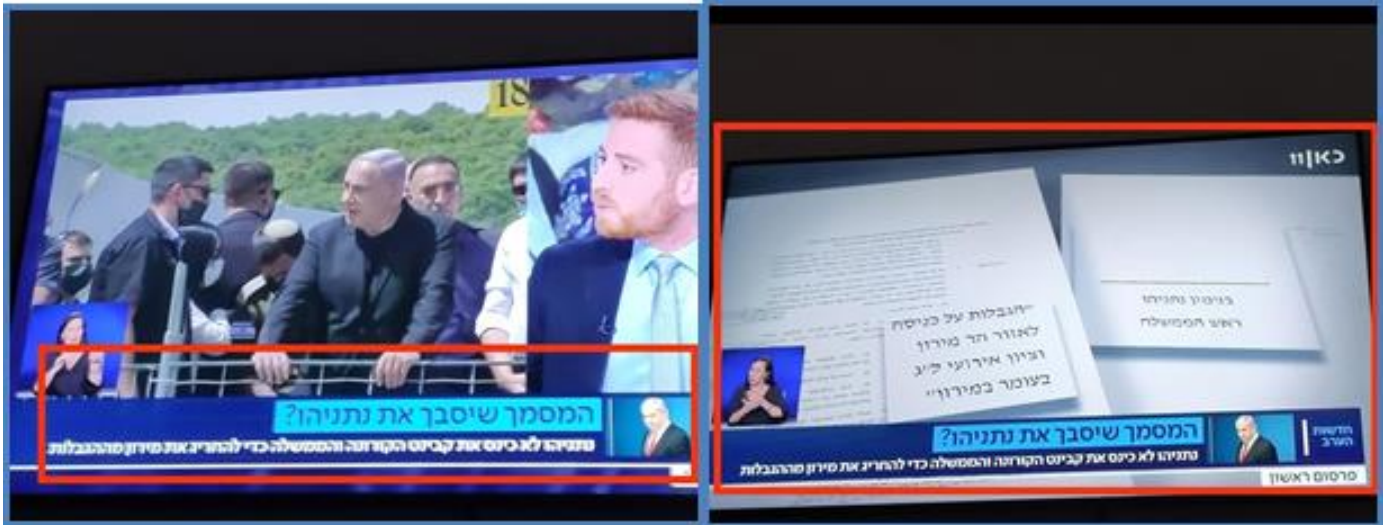 18
המסמך שיסבך את נתניהו?
נתניהו לא כינס את קבינט הקורונה והממשלה כדי להחריג את מירון מההגבלות
כאן|11
בנימין נתניהו
ראש הממשלה
"הגבלות על כניסה
לאזור הר מירון
וציון אירועי ל"ג
בעומר במירון"
המסמך שיסבך את נתניהו?
נתניהו לא כינס את קבינט הקורונה והממשלה כדי להחריג את מירון מההגבלות
חדשות
הערב
פרסום ראשון